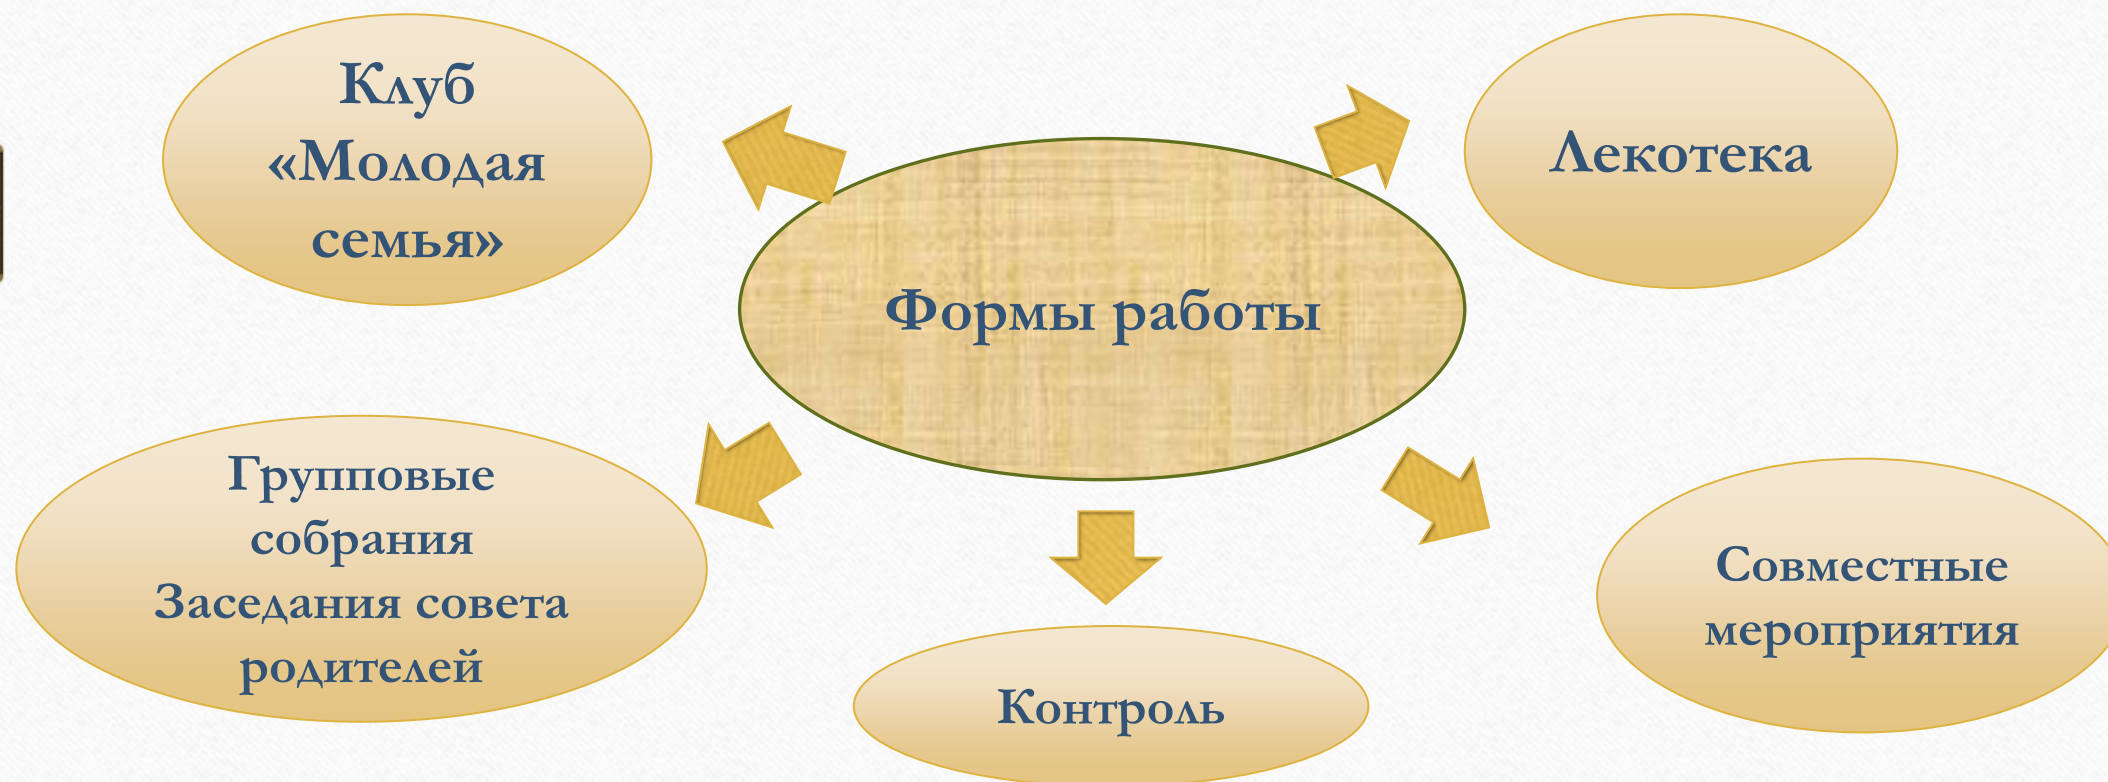 Клуб
«Молодая
семья»
Лекотека
Формы работы
Групповые
собрания
Заседания совета
родителей
Совместные
мероприятия
Контроль